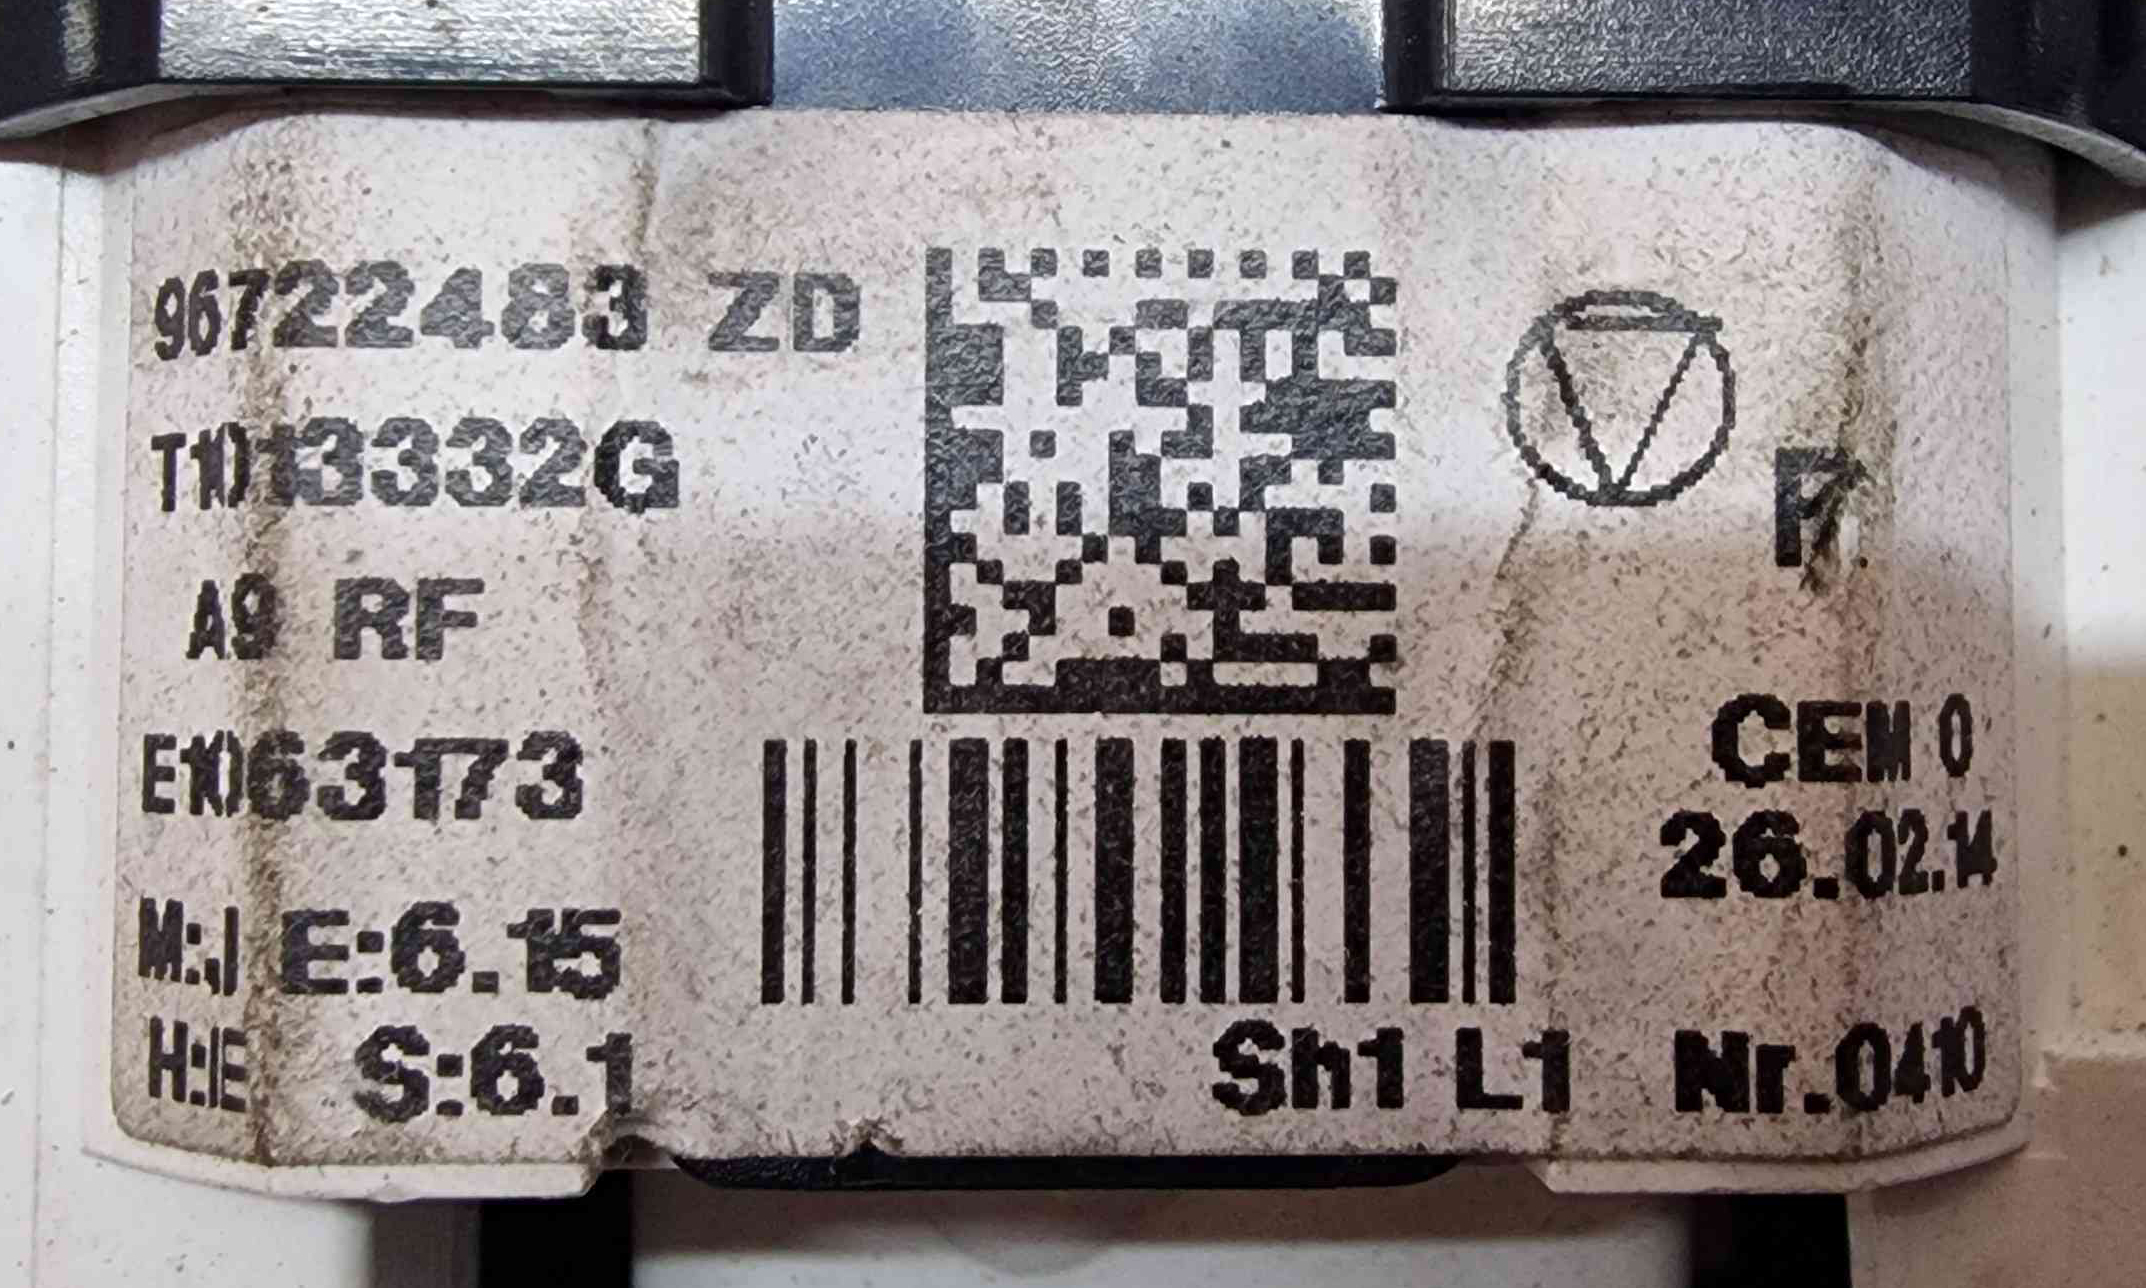 96722483 ZD
T1013332G
A9 RF
E1063173
M:J E:6.15
H:IE S:6.1
CEM 0
26.02.14
Sh1 L1 Nr.0410